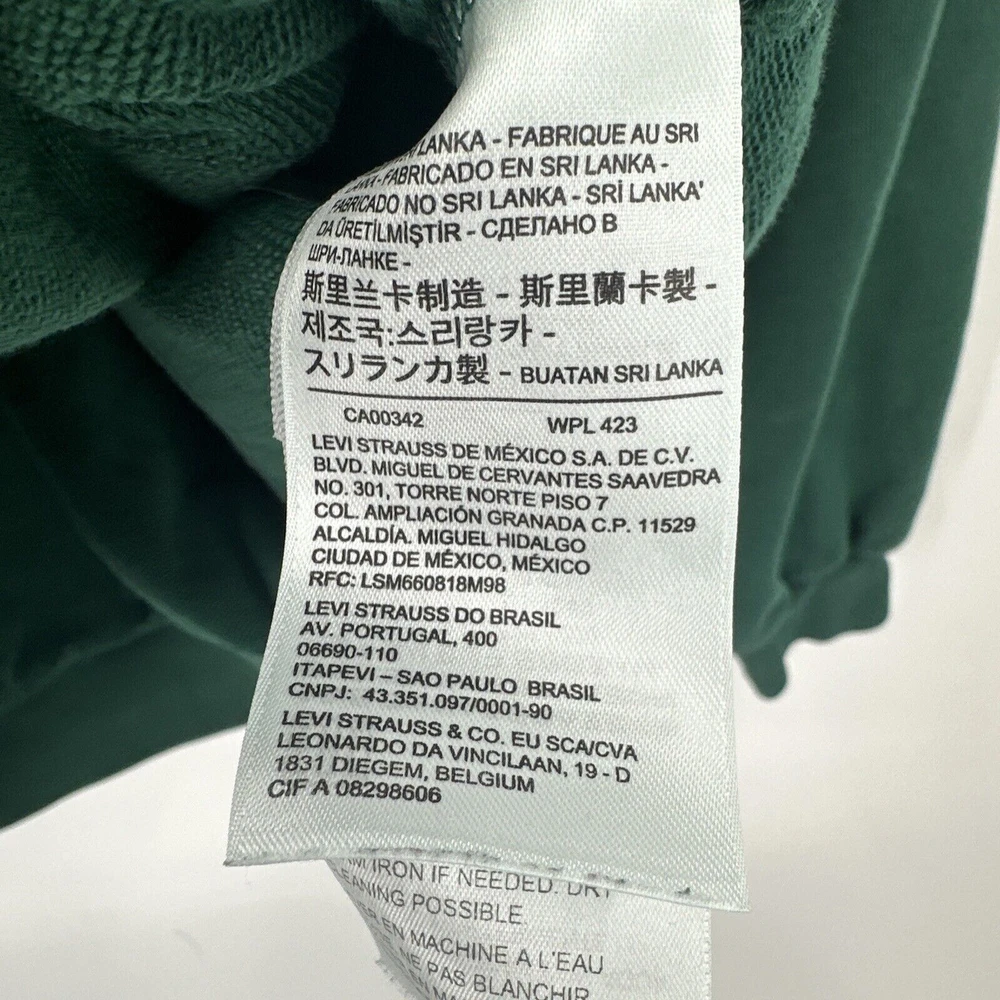 LANKA - FABRIQUE AU SRI
LANKA - FABRICADO EN SRI LANKA -
FABRICADO NO SRI LANKA - SRİ LANKA'
DA ÜRETİLMİŞTİR - СДЕЛАНО В
ШРИ-ЛАНКЕ -
斯里兰卡制造 - 斯里蘭卡製 -
제조국:스리랑카 -
スリランカ製 - BUATAN SRI LANKA
CA00342 WPL 423
LEVI STRAUSS DE MÉXICO S.A. DE C.V.
BLVD. MIGUEL DE CERVANTES SAAVEDRA
NO. 301, TORRE NORTE PISO 7
COL. AMPLIACIÓN GRANADA C.P. 11529
ALCALDÍA. MIGUEL HIDALGO
CIUDAD DE MÉXICO, MÉXICO
RFC: LSM660818M98
LEVI STRAUSS DO BRASIL
AV. PORTUGAL, 400
06690-110
ITAPEVI – SAO PAULO BRASIL
CNPJ: 43.351.097/0001-90
LEVI STRAUSS & CO. EU SCA/CVA
LEONARDO DA VINCILAAN, 19 - D
1831 DIEGEM, BELGIUM
CIF A 08298606
IRON IF NEEDED. DRY
CLEANING POSSIBLE
EN MACHINE A L'EAU
NE PAS BLANCHIR